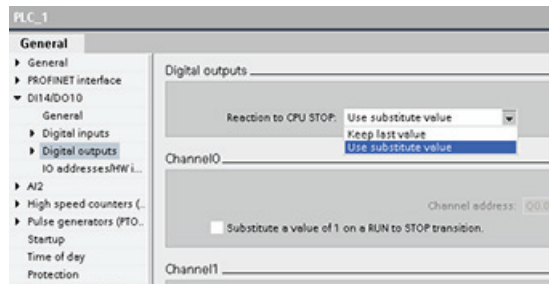 PLC_1
General
General
PROFINET interface
DI14/DO10
General
Digital inputs
Digital outputs
IO addresses/HW i...
AI2
High speed counters (..
Pulse generators (PTO..
Startup
Time of day
Protection
Digital outputs
Reaction to CPU STOP: Use substitute value
Keep last value
Use substitute value
Channel0
Channel address: Q0.0
Substitute a value of 1 on a RUN to STOP transition.
Channel1